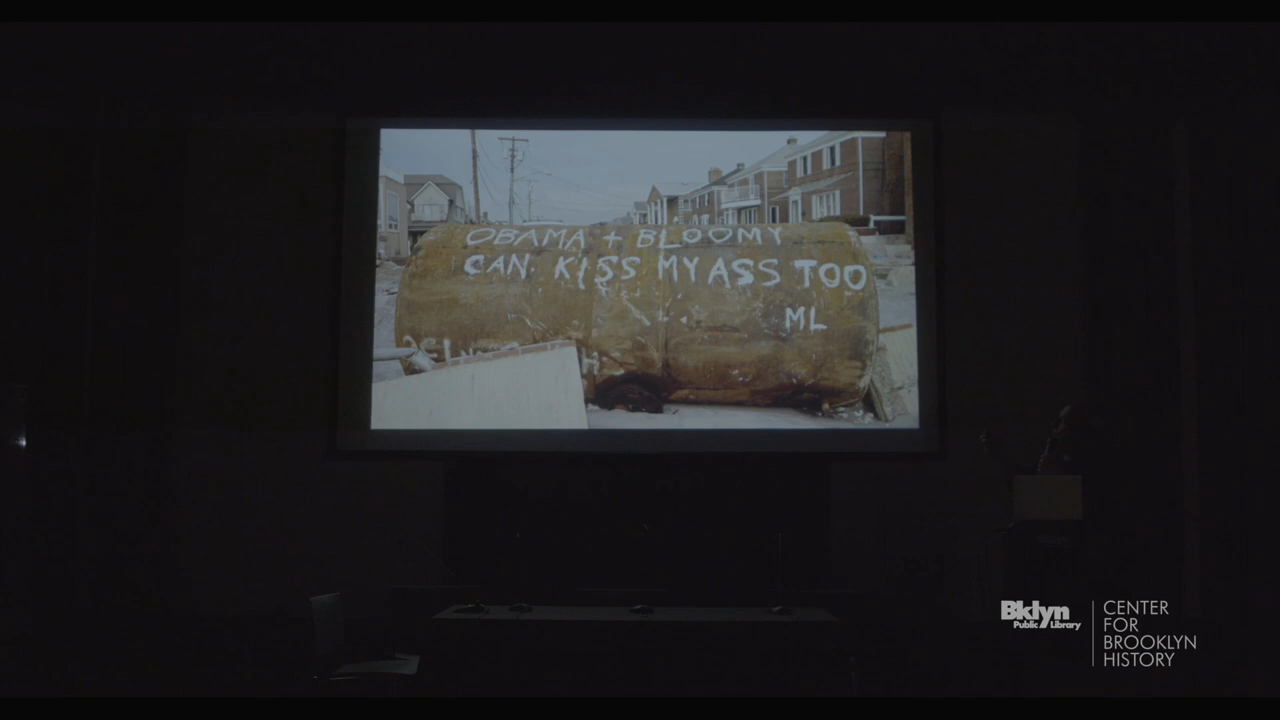 OBAMA + BLOOMY
CAN KISS MY ASS TOO
ML
Bklyn
Public Library
CENTER
FOR
BROOKLYN
HISTORY